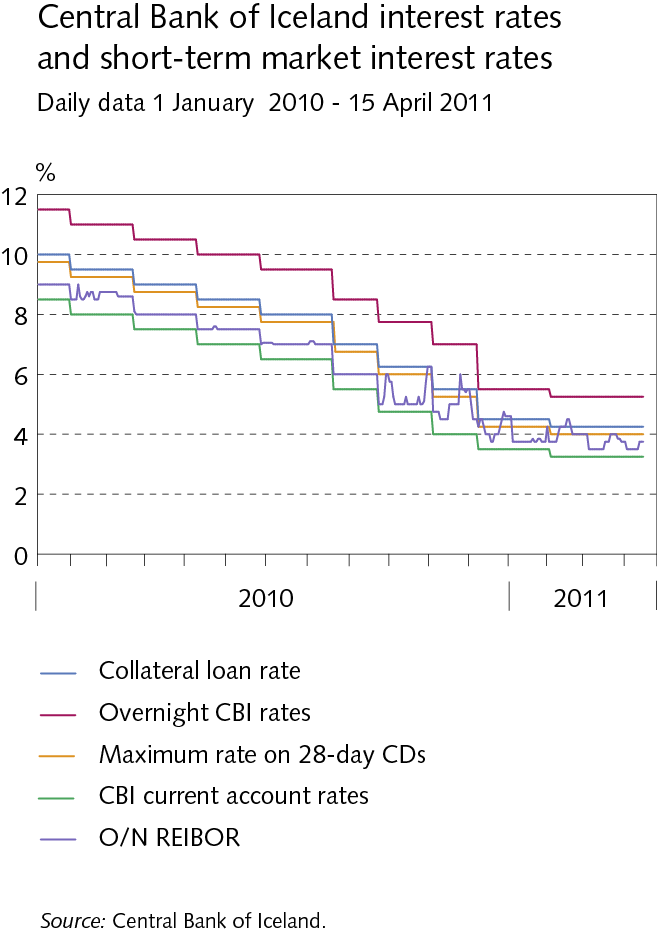 Central Bank of Iceland interest rates
and short-term market interest rates
Daily data 1 January  2010 - 15 April 2011
%
12
10
8
6
4
2
0
2010
2011
Collateral loan rate
Overnight CBI rates
Maximum rate on 28-day CDs
CBI current account rates
O/N REIBOR
Source: Central Bank of Iceland.